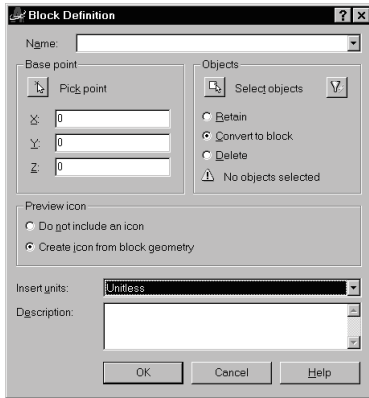 Block Definition
Name:
Base point
Pick point
X: 0
Y: 0
Z: 0
Objects
Select objects
Retain
Convert to block
Delete
No objects selected
Preview icon
Do not include an icon
Create icon from block geometry
Insert units: Unitless
Description:
OK Cancel Help